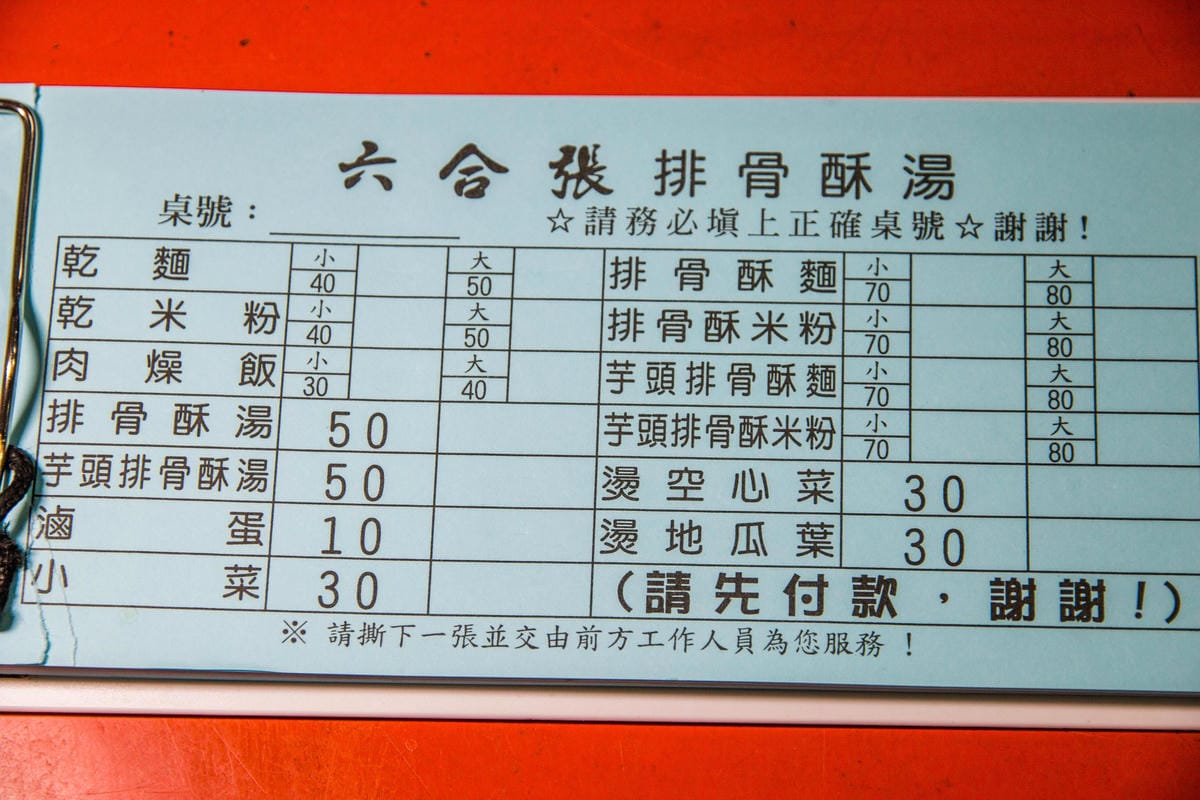 六合張排骨酥湯
桌號： ☆請務必填上正確桌號☆謝謝！
乾麵 小 40 大 50 排骨酥麵 小 70 大 80
乾米粉 小 40 大 50 排骨酥米粉 小 70 大 80
肉燥飯 小 30 大 40 芋頭排骨酥麵 小 70 大 80
排骨酥湯 50 芋頭排骨酥米粉 小 70 大 80
芋頭排骨酥湯 50 燙空心菜 30
滷蛋 10 燙地瓜葉 30
小菜 30 （請先付款，謝謝！）
※ 請撕下一張並交由前方工作人員為您服務！